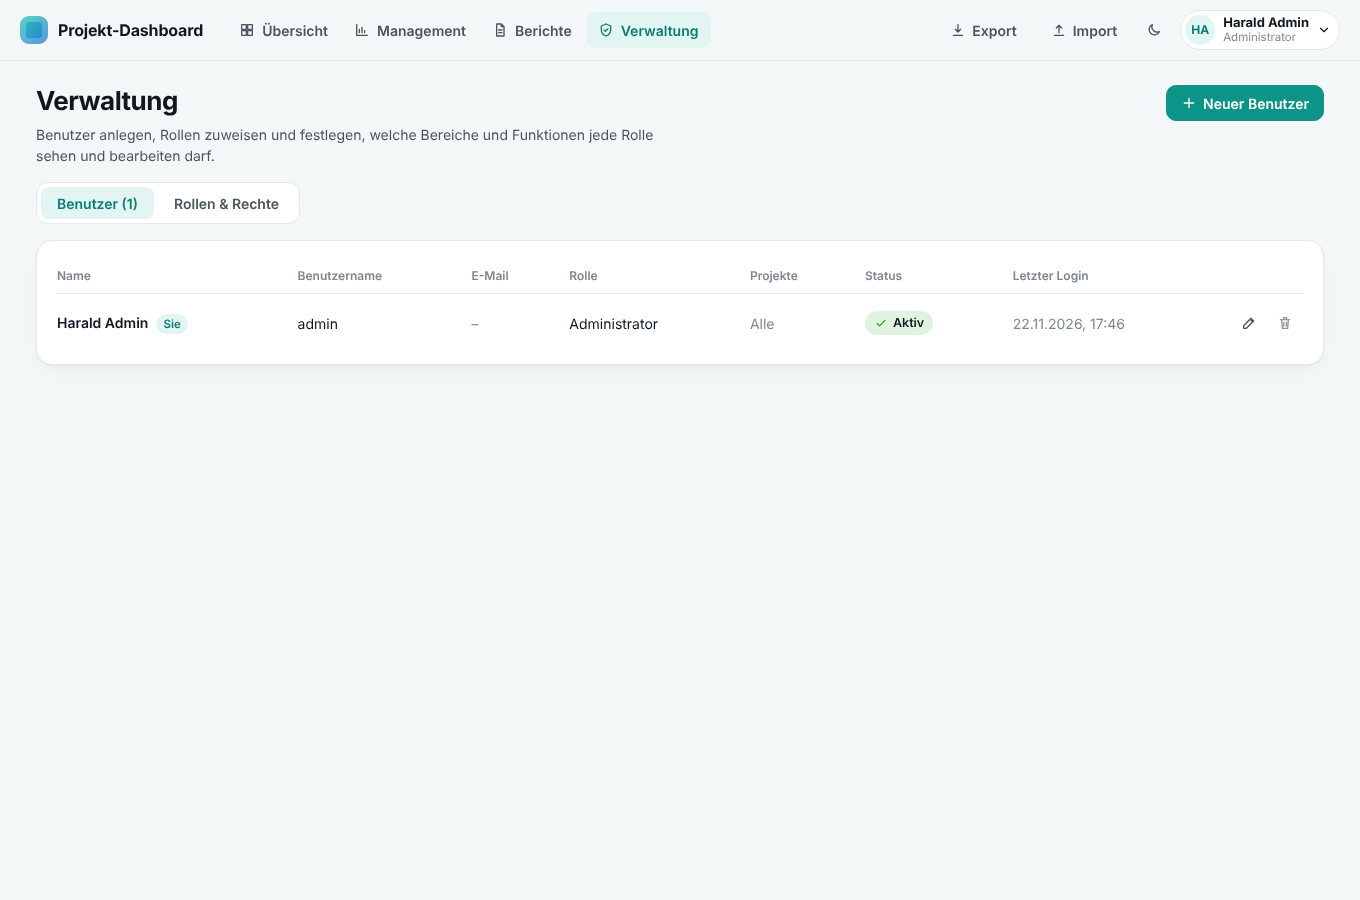 Projekt-Dashboard
Übersicht
Management
Berichte
Verwaltung
Export
Import
HA
Harald Admin
Administrator
Verwaltung
Neuer Benutzer
Benutzer anlegen, Rollen zuweisen und festlegen, welche Bereiche und Funktionen jede Rolle
sehen und bearbeiten darf.
Benutzer (1)
Rollen & Rechte
Name Benutzername E-Mail Rolle Projekte Status Letzter Login
Harald Admin Sie admin – Administrator Alle Aktiv 22.11.2026, 17:46